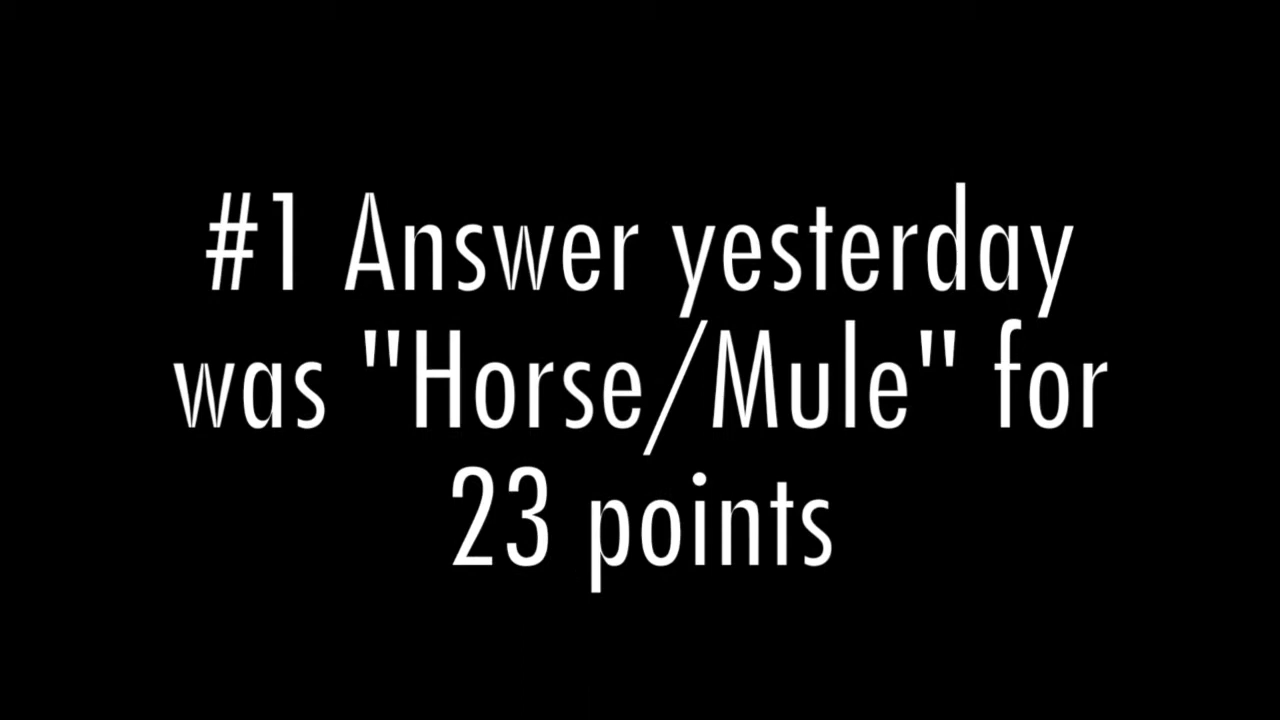 #1 Answer yesterday
was "Horse/Mule" for
23 points